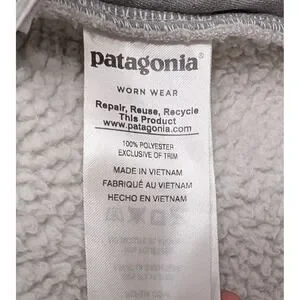 patagonia
WORN WEAR
Repair, Reuse, Recycle
This Product
www.patagonia.com
100% POLYESTER
EXCLUSIVE OF TRIM
MADE IN VIETNAM
FABRIQUÉ AU VIETNAM
HECHO EN VIETNAM